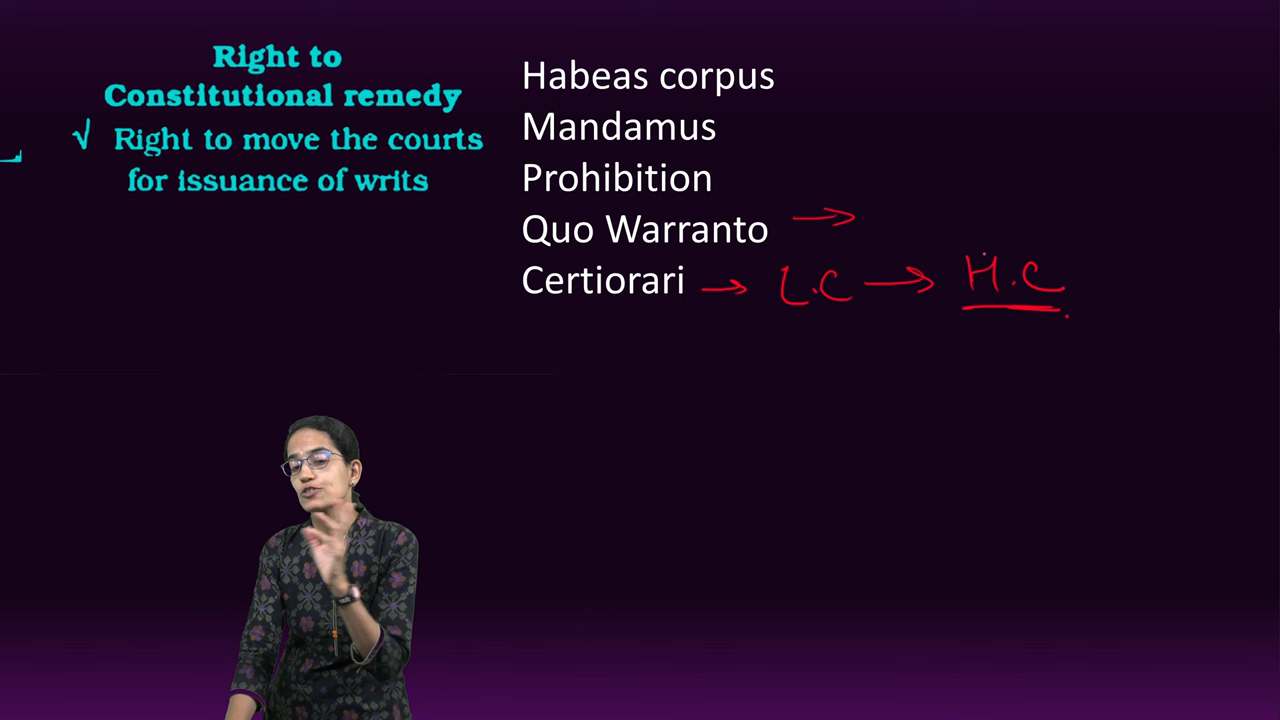 Right to
Constitutional remedy
√ Right to move the courts
for issuance of writs
Habeas corpus
Mandamus
Prohibition
Quo Warranto →
Certiorari → L.C → H.C